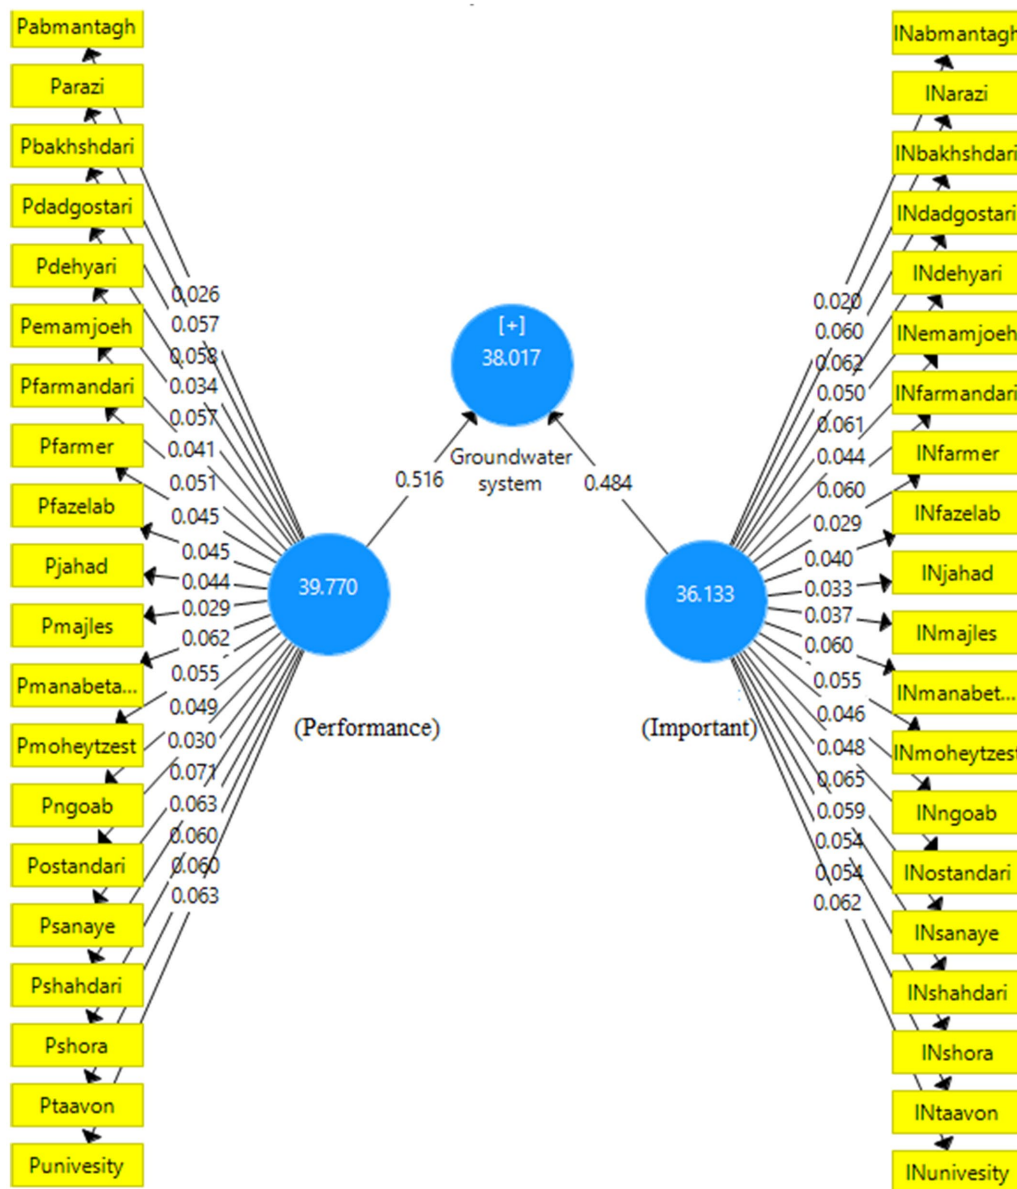 Pabmantagh
Parazi
Pbakhshdari
Pdadgostari
Pdehyari
Pemamjoeh
Pfarmandari
Pfarmer
Pfazelab
Pjahad
Pmajles
Pmanabeta...
Pmoheytzest
Pngoab
Postandari
Psanaye
Pshahdari
Pshora
Ptaavon
Punivesity
0.026
0.057
0.058
0.034
0.057
0.041
0.051
0.045
0.045
0.044
0.029
0.062
0.055
0.049
0.030
0.071
0.063
0.060
0.060
0.063
39.770
(Performance)
0.516
[+]
38.017
Groundwater
system
0.484
36.133
(Important)
0.020
0.060
0.062
0.050
0.061
0.044
0.060
0.029
0.040
0.033
0.037
0.060
0.055
0.046
0.048
0.065
0.059
0.054
0.054
0.062
INabmantagh
INarazi
INbakhshdari
INdadgostari
INdehyari
INemamjoeh
INfarmandari
INfarmer
INfazelab
INjahad
INmajles
INmanabet...
INmoheytzest
INngoab
INostandari
INsanaye
INshahdari
INshora
INtaavon
INunivesity